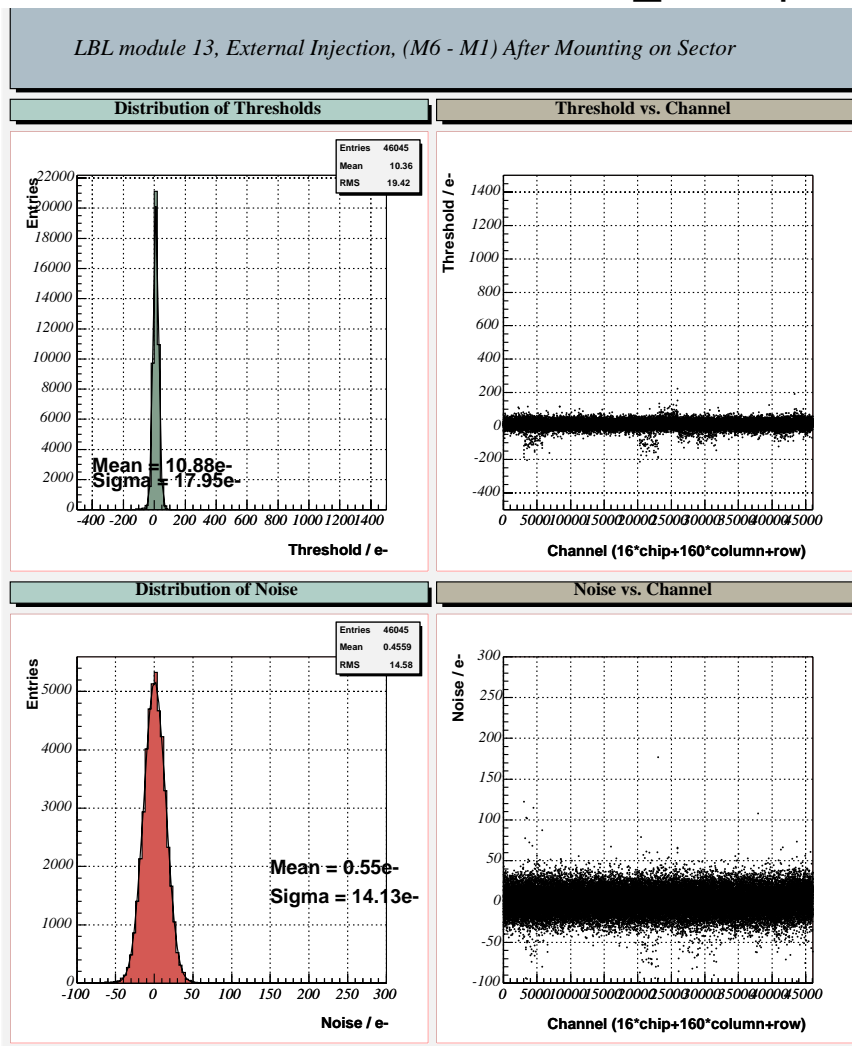 LBL module 13, External Injection, (M6 - M1) After Mounting on Sector
Distribution of Thresholds
Entries 46045
Mean 10.36
RMS 19.42
Entries
22000
20000
18000
16000
14000
12000
10000
8000
6000
4000
2000
0
Mean = 10.88e-
Sigma = 17.95e-
-400 -200 0 200 400 600 800 1000 1200 1400
Threshold / e-
Threshold vs. Channel
Threshold / e-
1400
1200
1000
800
600
400
200
0
-200
-400
0 5000 10000 15000 20000 25000 30000 35000 40000 45000
Channel (16*chip+160*column+row)
Distribution of Noise
Entries 46045
Mean 0.4559
RMS 14.58
Entries
5000
4000
3000
2000
1000
0
Mean = 0.55e-
Sigma = 14.13e-
-100 -50 0 50 100 150 200 250 300
Noise / e-
Noise vs. Channel
Noise / e-
300
250
200
150
100
50
0
-50
-100
0 5000 10000 15000 20000 25000 30000 35000 40000 45000
Channel (16*chip+160*column+row)